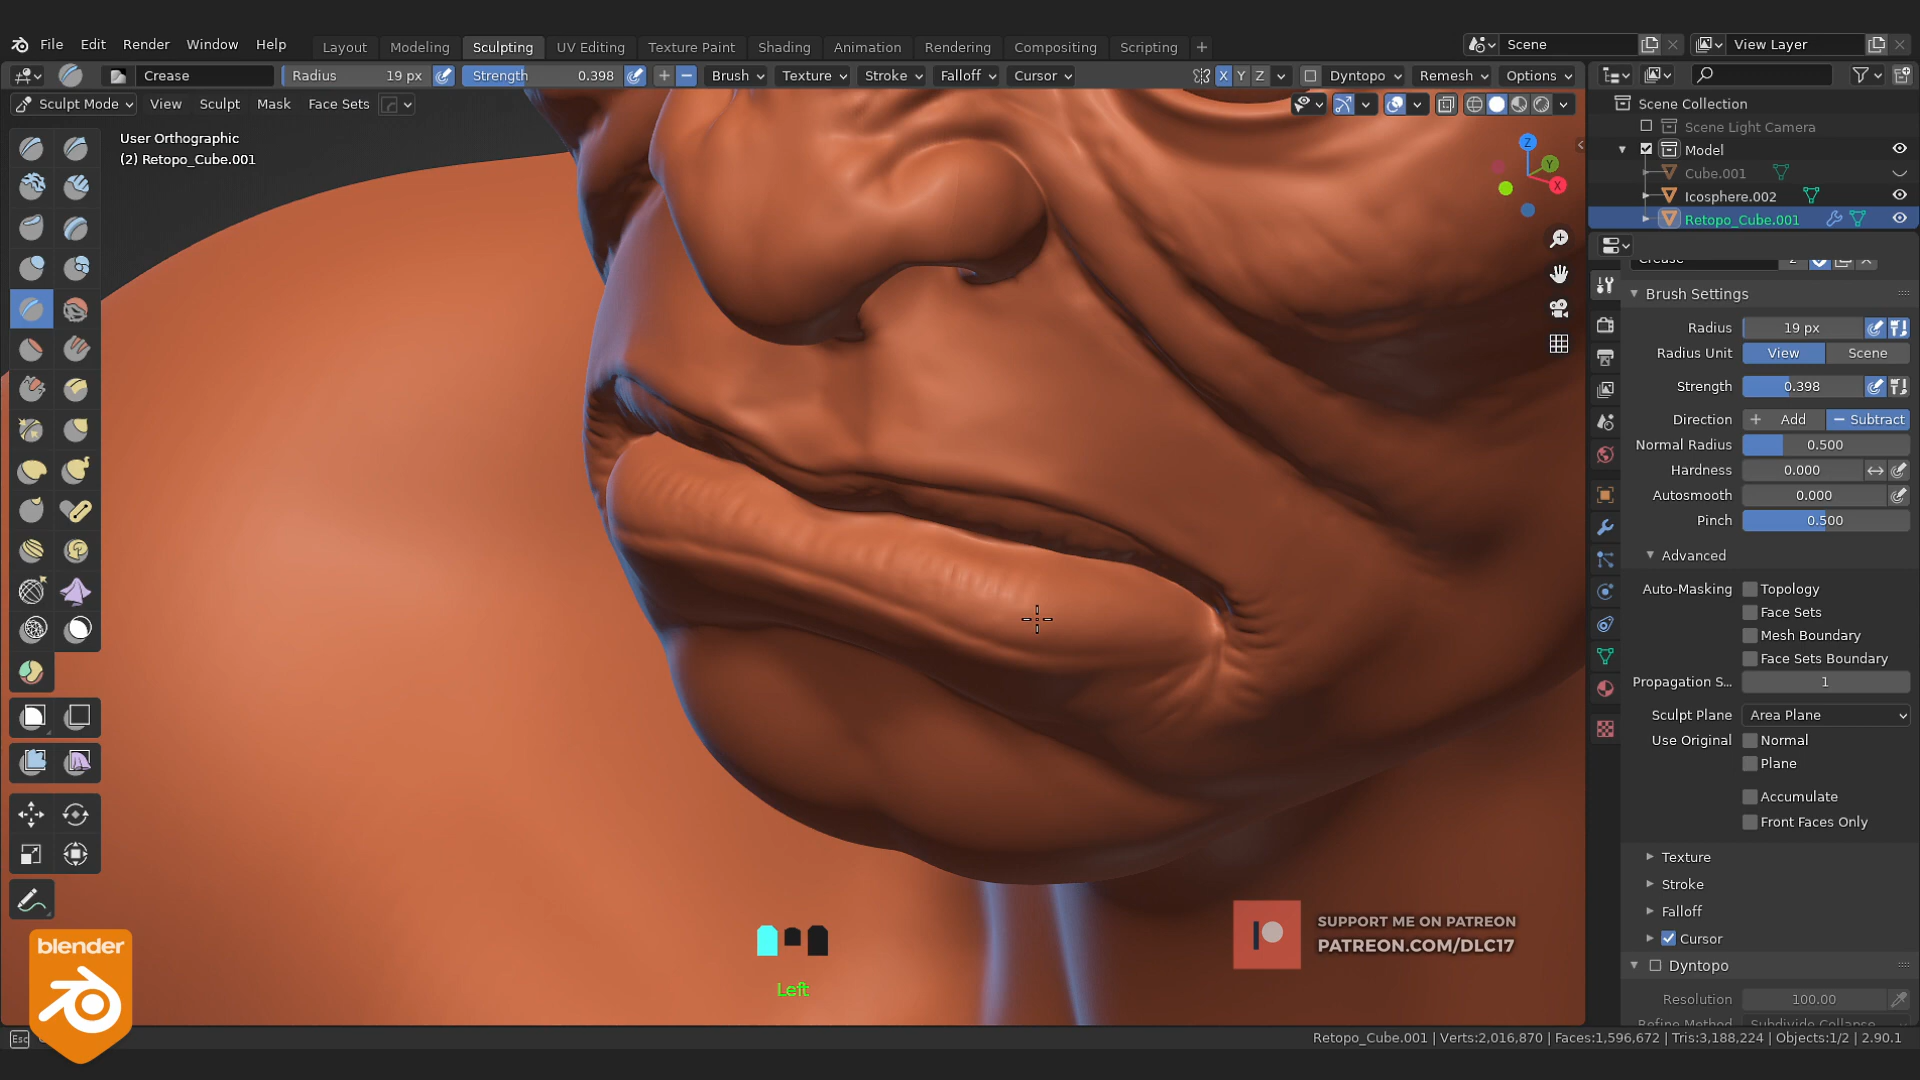 File Edit Render Window Help Layout Modeling Sculpting UV Editing Texture Paint Shading Animation Rendering Compositing Scripting + Scene View Layer
Crease Radius 19 px Strength 0.398 Brush Texture Stroke Falloff Cursor X Y Z Dyntopo Remesh Options
Sculpt Mode View Sculpt Mask Face Sets
User Orthographic
(2) Retopo_Cube.001
Z
Y
X
Scene Collection
Scene Light Camera
Model
Cube.001
Icosphere.002
Retopo_Cube.001
Crease 2
Brush Settings
Radius 19 px
Radius Unit View Scene
Strength 0.398
Direction + Add − Subtract
Normal Radius 0.500
Hardness 0.000
Autosmooth 0.000
Pinch 0.500
Advanced
Auto-Masking Topology
Face Sets
Mesh Boundary
Face Sets Boundary
Propagation S... 1
Sculpt Plane Area Plane
Use Original Normal
Plane
Accumulate
Front Faces Only
Texture
Stroke
Falloff
Cursor
Dyntopo
Resolution 100.00
Refine Method Subdivide Collapse
SUPPORT ME ON PATREON
PATREON.COM/DLC17
Left
blender
Esc
Retopo_Cube.001 | Verts:2,016,870 | Faces:1,596,672 | Tris:3,188,224 | Objects:1/2 | 2.90.1